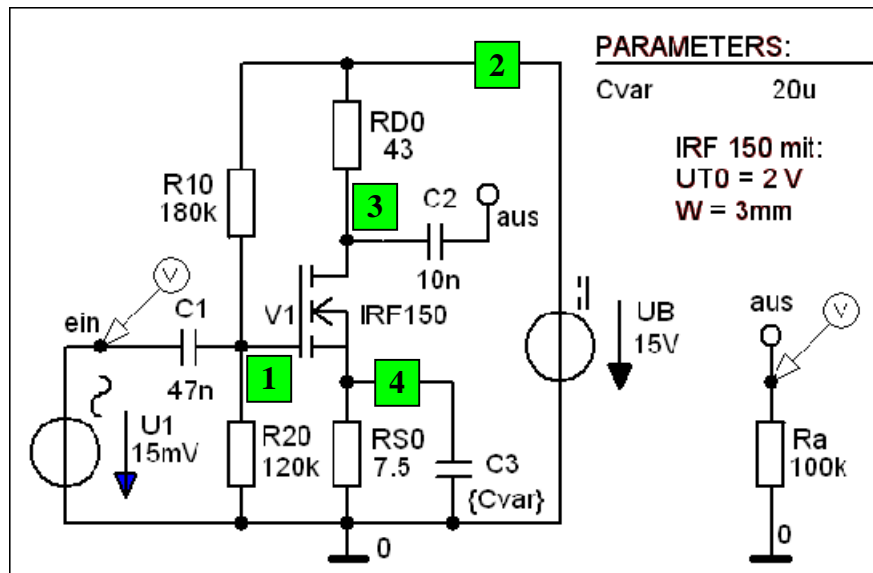 PARAMETERS:
Cvar 20u
IRF 150 mit:
UT0 = 2 V
W = 3mm
2
RD0
43
R10
180k
3
C2
10n
aus
V
ein
C1
47n
V1
IRF150
1
4
UB
15V
U1
15mV
R20
120k
RS0
7.5
C3
{Cvar}
0
aus
V
Ra
100k
0